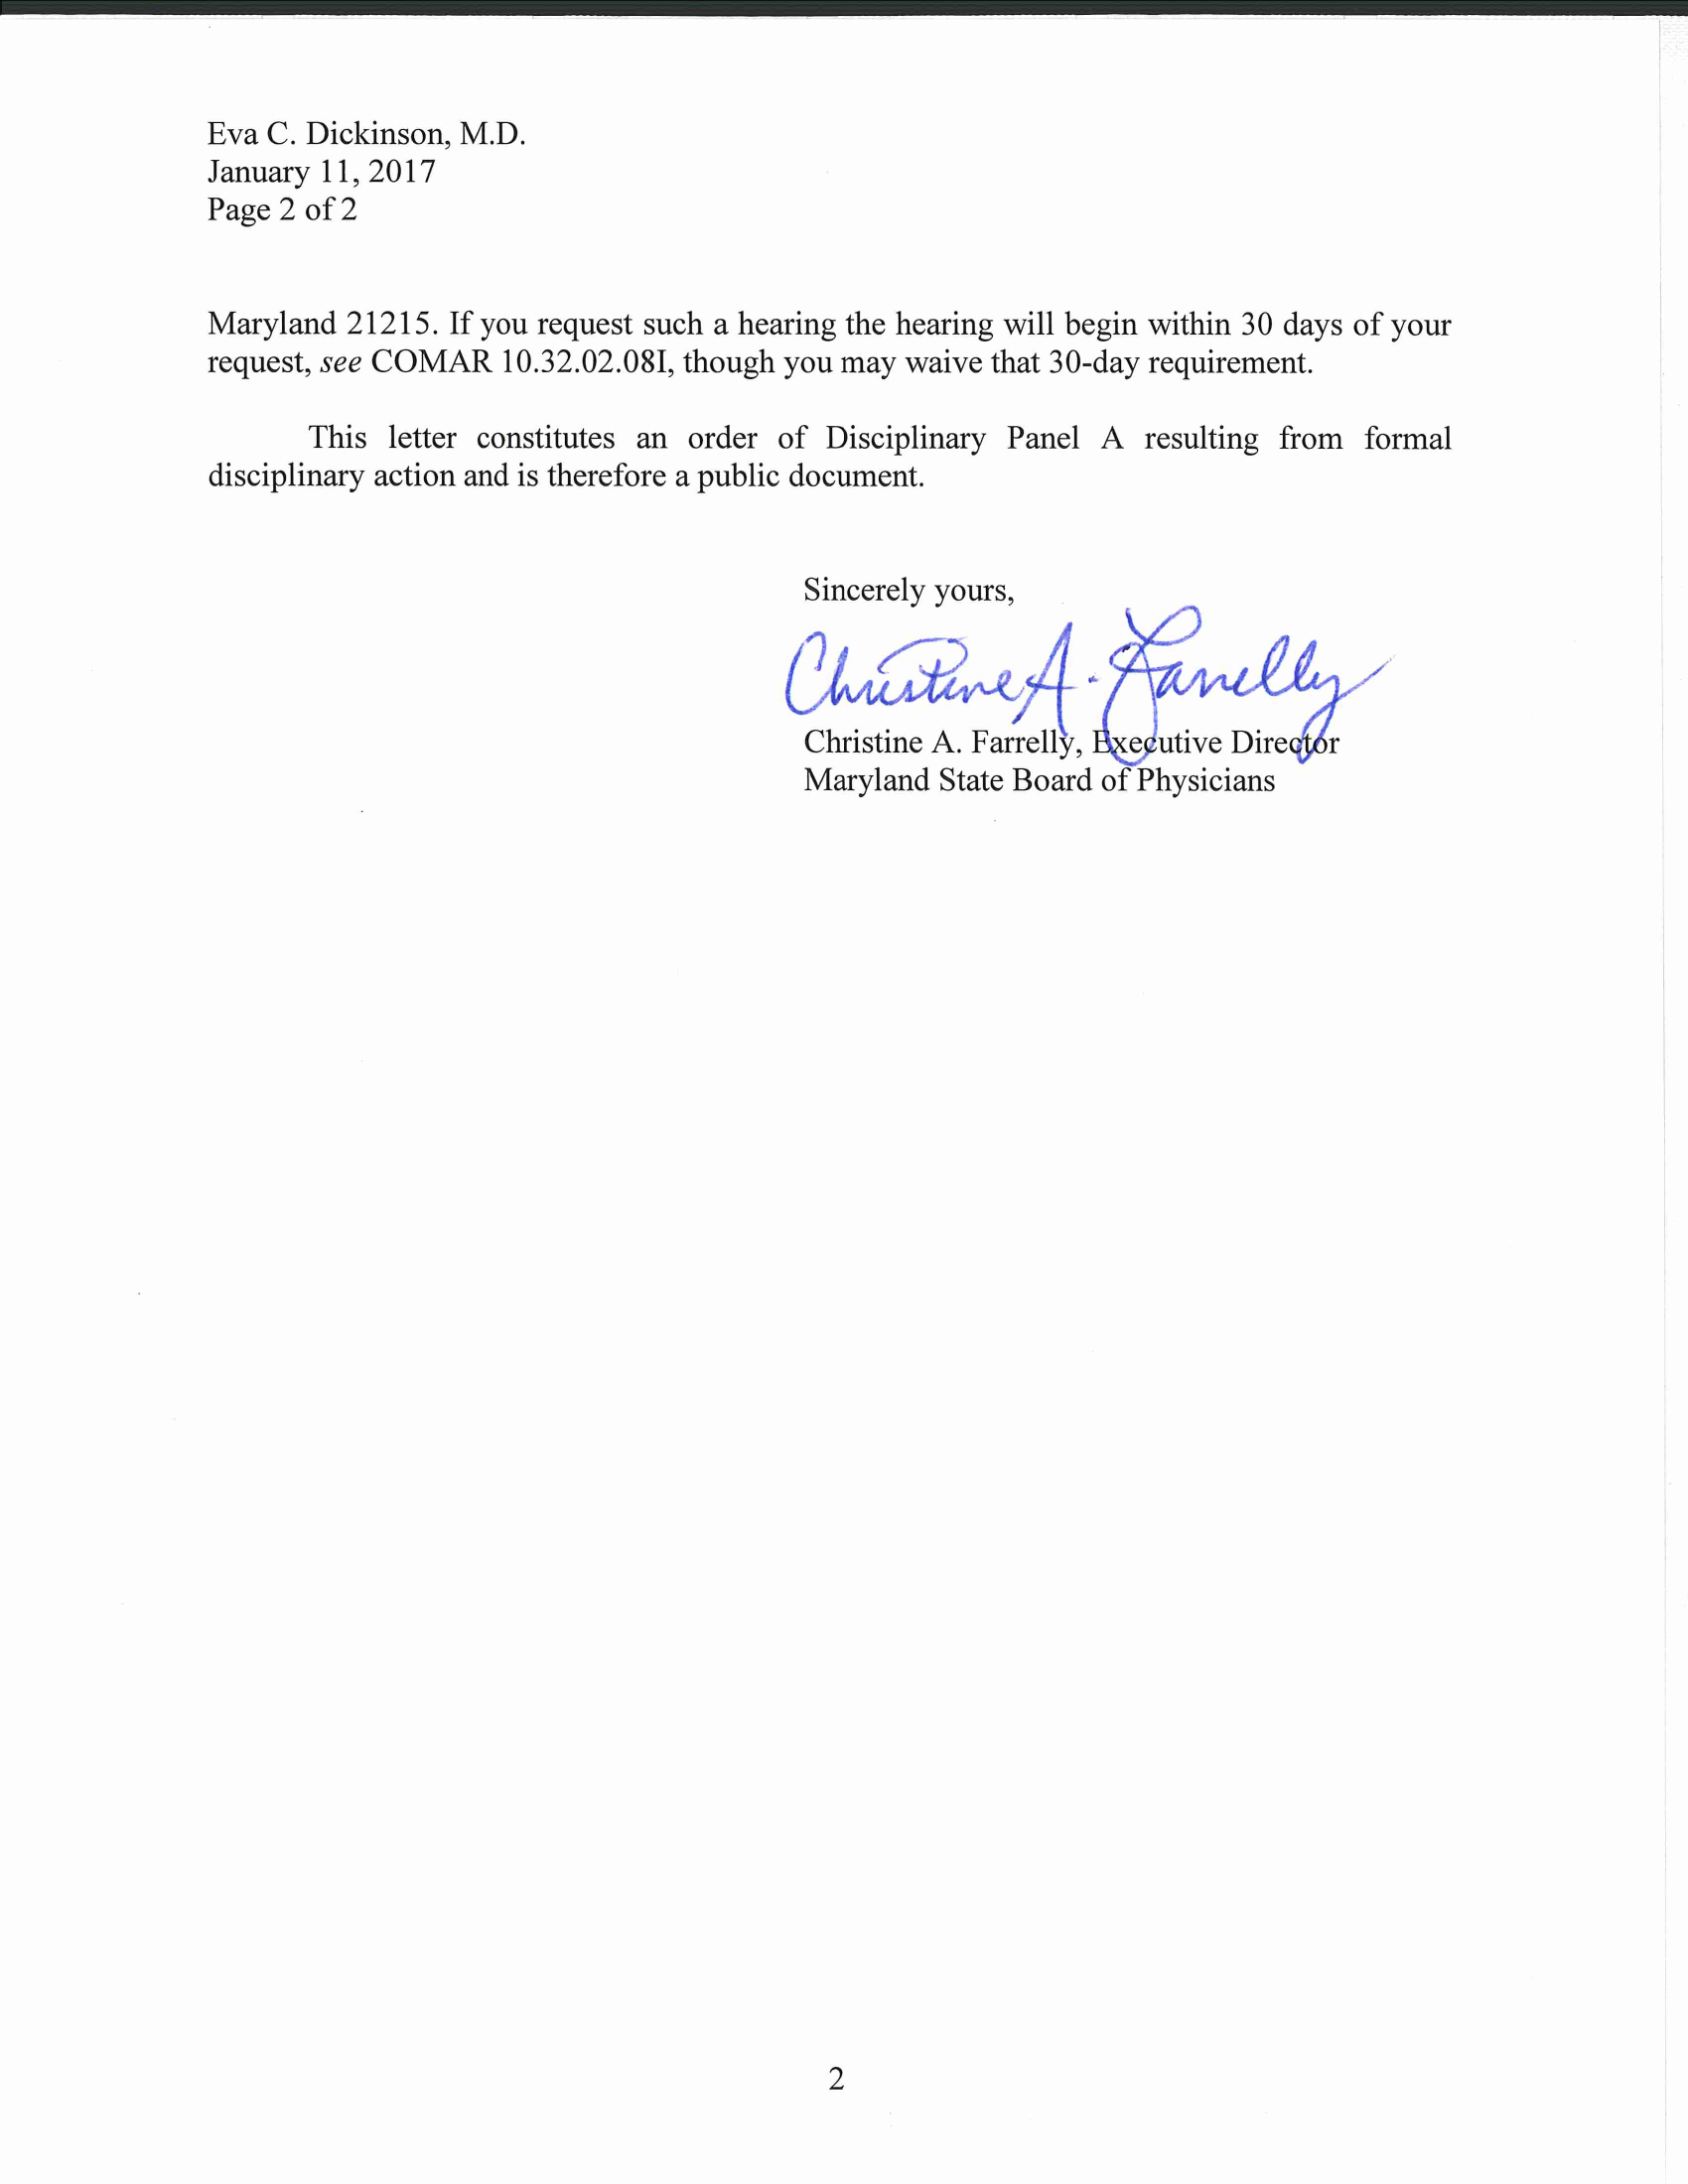 Eva C. Dickinson, M.D.
January 11, 2017
Page 2 of 2
Maryland 21215. If you request such a hearing the hearing will begin within 30 days of your
request, see COMAR 10.32.02.08I, though you may waive that 30-day requirement.
This letter constitutes an order of Disciplinary Panel A resulting from formal
disciplinary action and is therefore a public document.
Sincerely yours,
Christine A. Farrelly
Christine A. Farrelly, Executive Director
Maryland State Board of Physicians
2